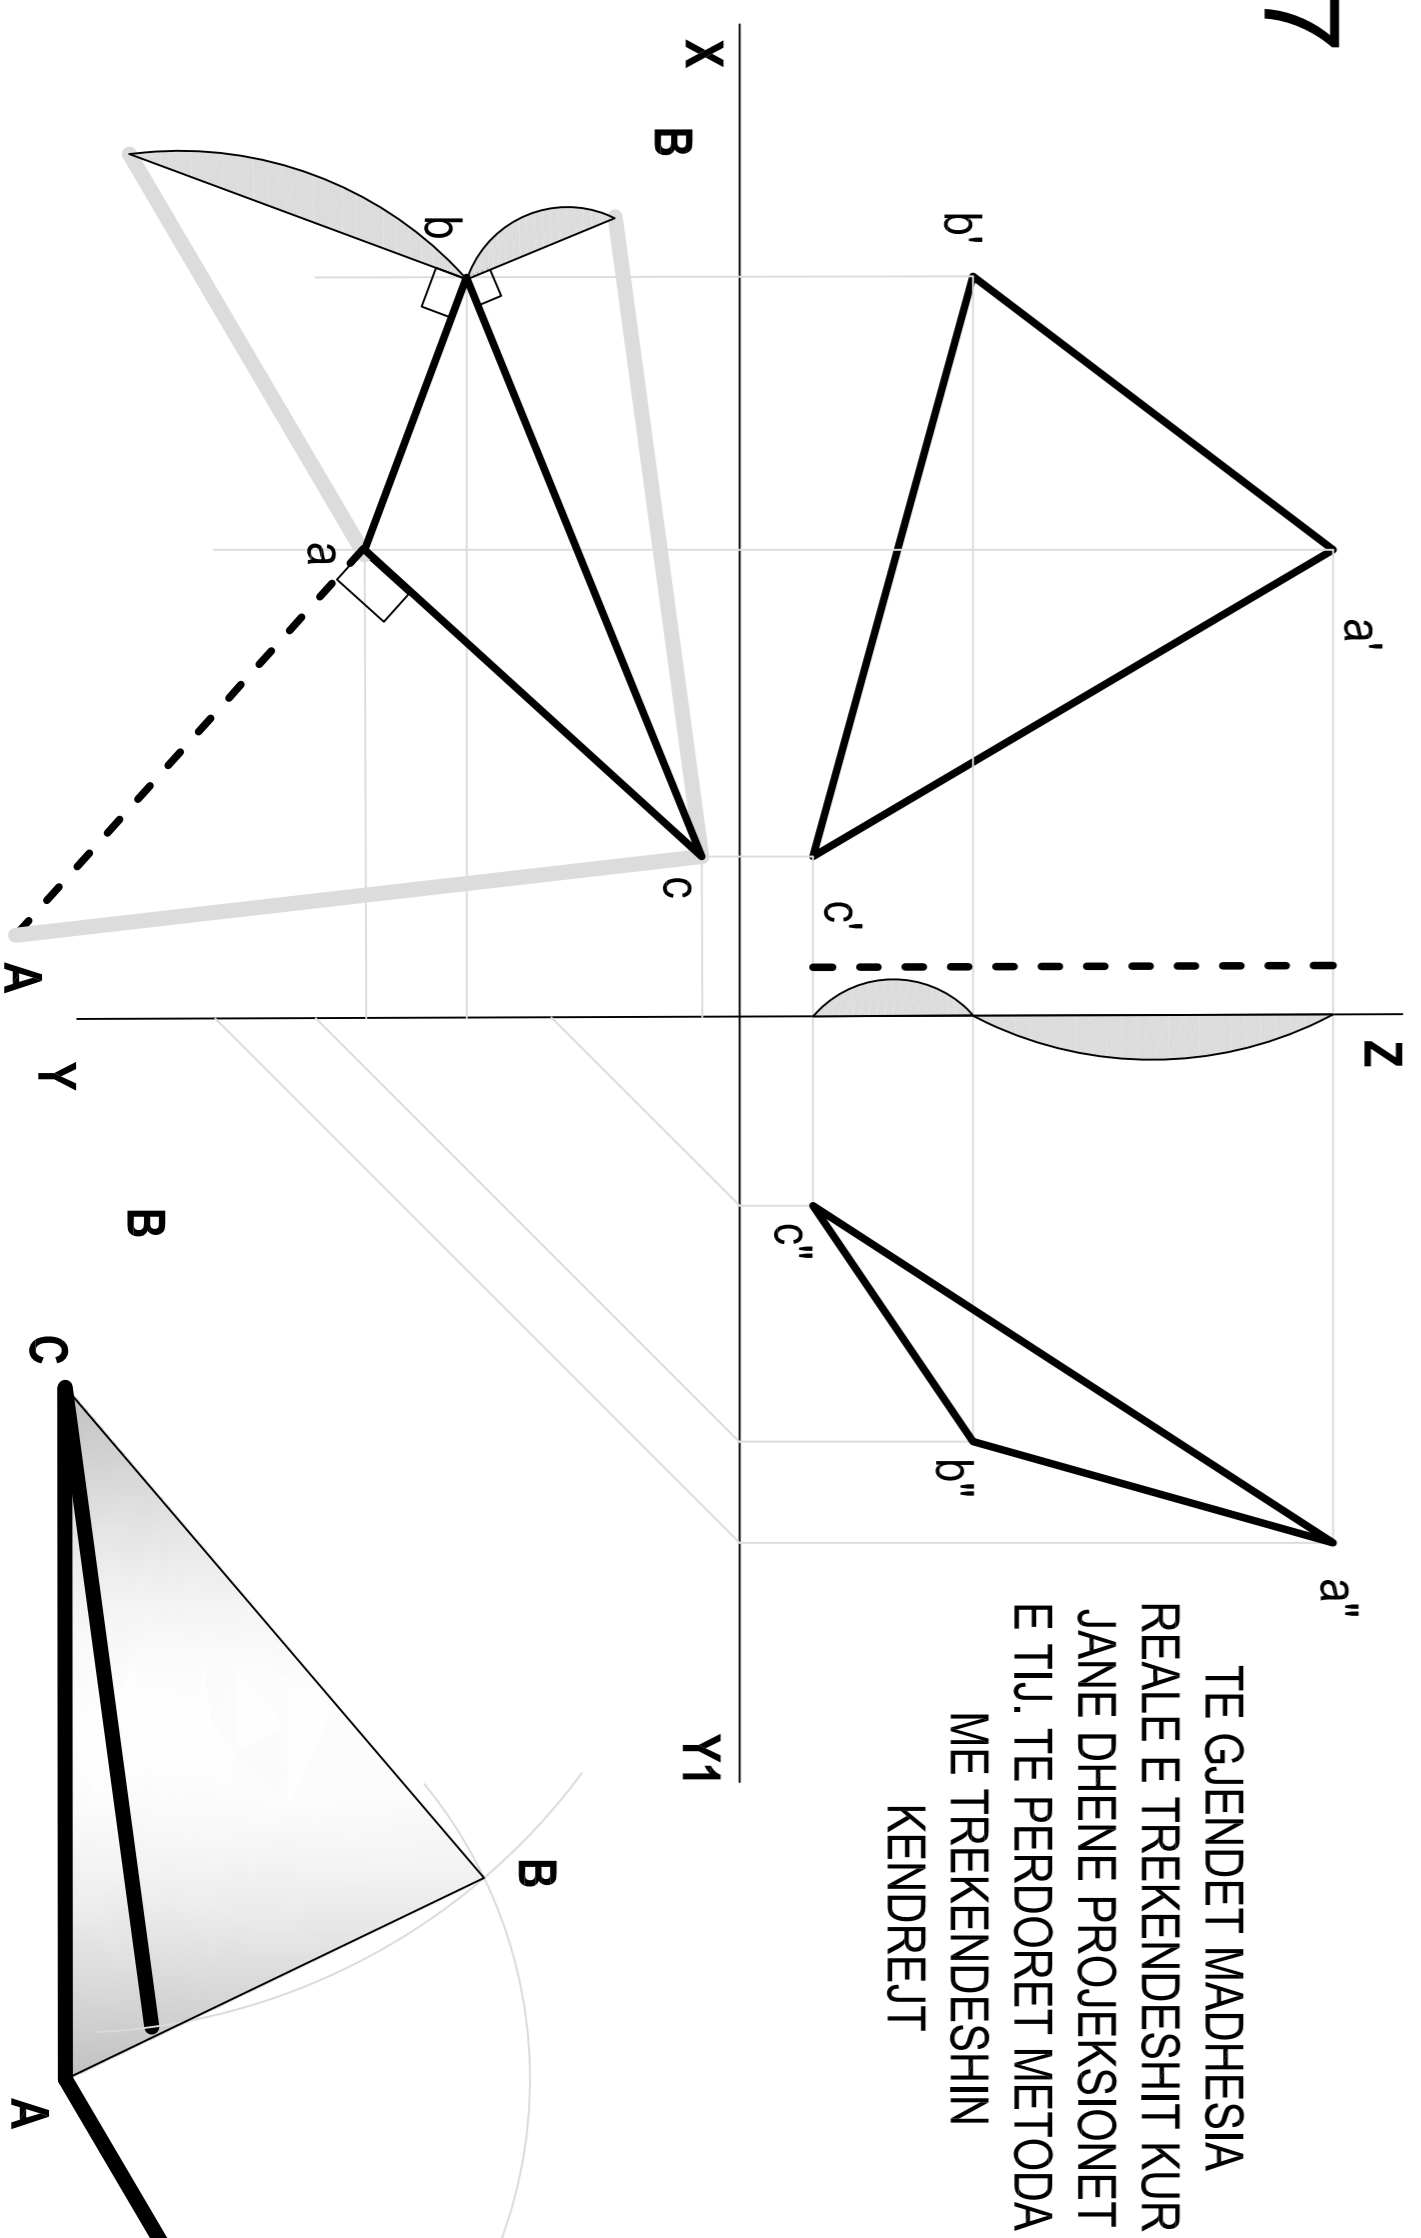 7
TE GJENDET MADHESIA
REALE E TREKENDESHIT KUR
JANE DHENE PROJEKSIONET
E TIJ. TE PERDORET METODA
ME TREKENDESHIN
KENDREJT
Z
a'
a"
b'
c'
b"
c"
X
B
Y1
b
a
c
A
Y
B
C
B
A